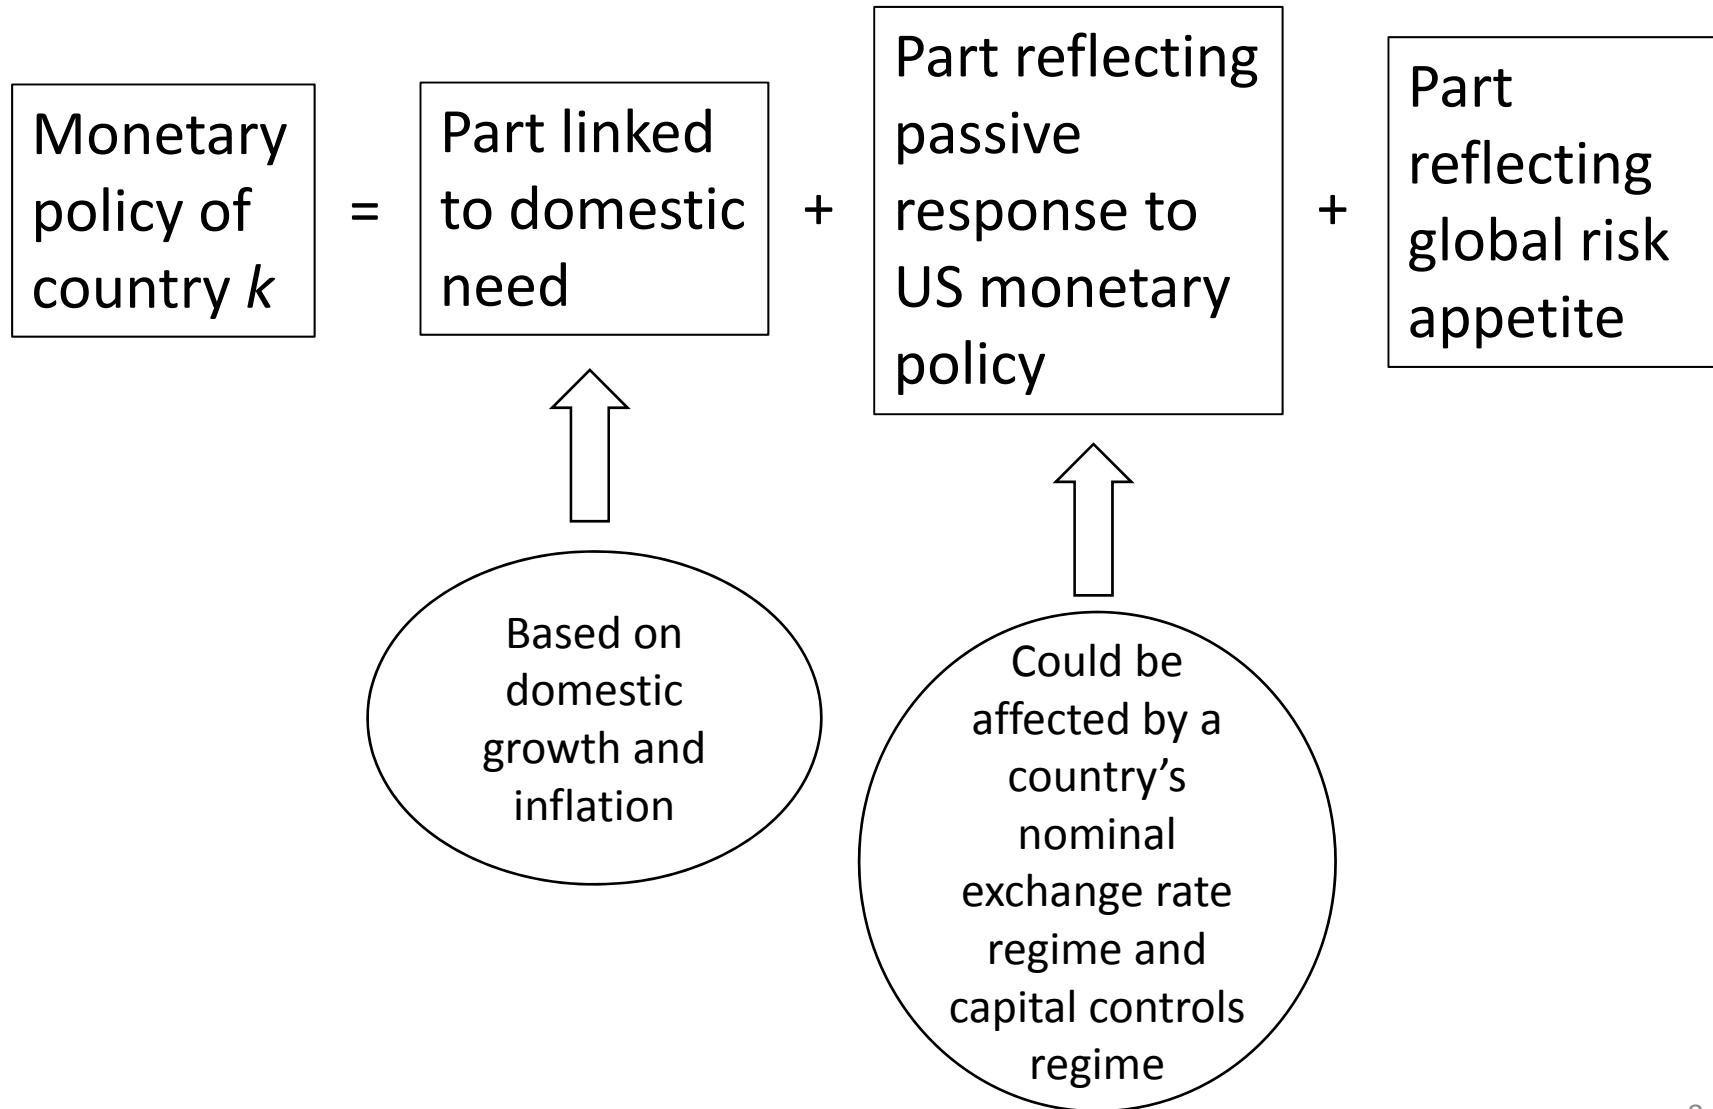 Monetary
policy of
country k
=
Part linked
to domestic
need
+
Part reflecting
passive
response to
US monetary
policy
+
Part
reflecting
global risk
appetite
Based on
domestic
growth and
inflation
Could be
affected by a
country’s
nominal
exchange rate
regime and
capital controls
regime